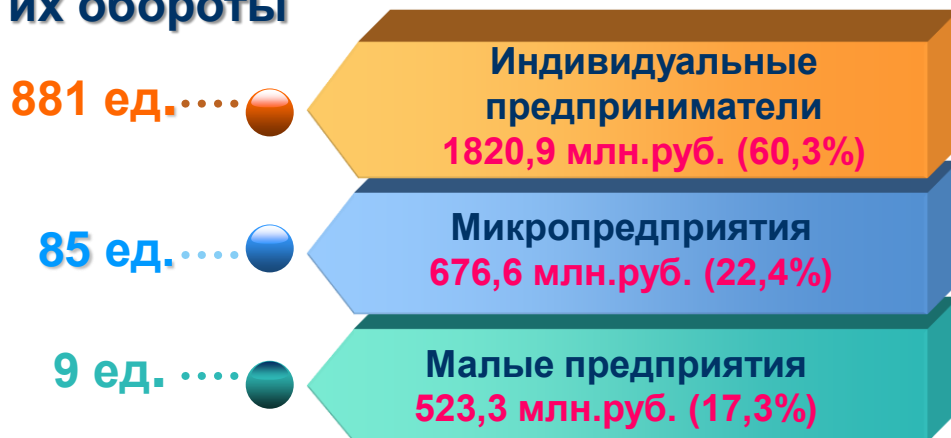 их обороты
881 ед.
Индивидуальные
предприниматели
1820,9 млн.руб. (60,3%)
85 ед.
Микропредприятия
676,6 млн.руб. (22,4%)
9 ед.
Малые предприятия
523,3 млн.руб. (17,3%)